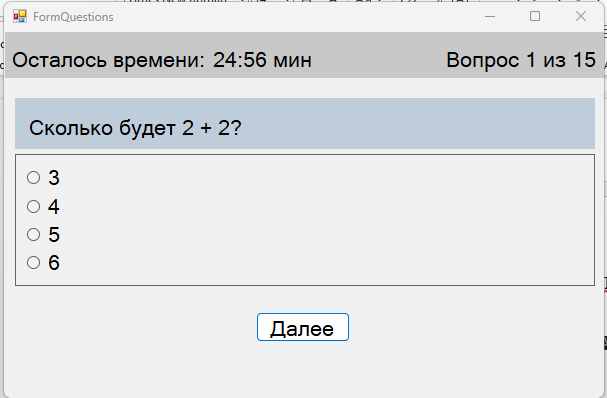 FormQuestions
Осталось времени: 24:56 мин
Вопрос 1 из 15
Сколько будет 2 + 2?
3
4
5
6
Далее